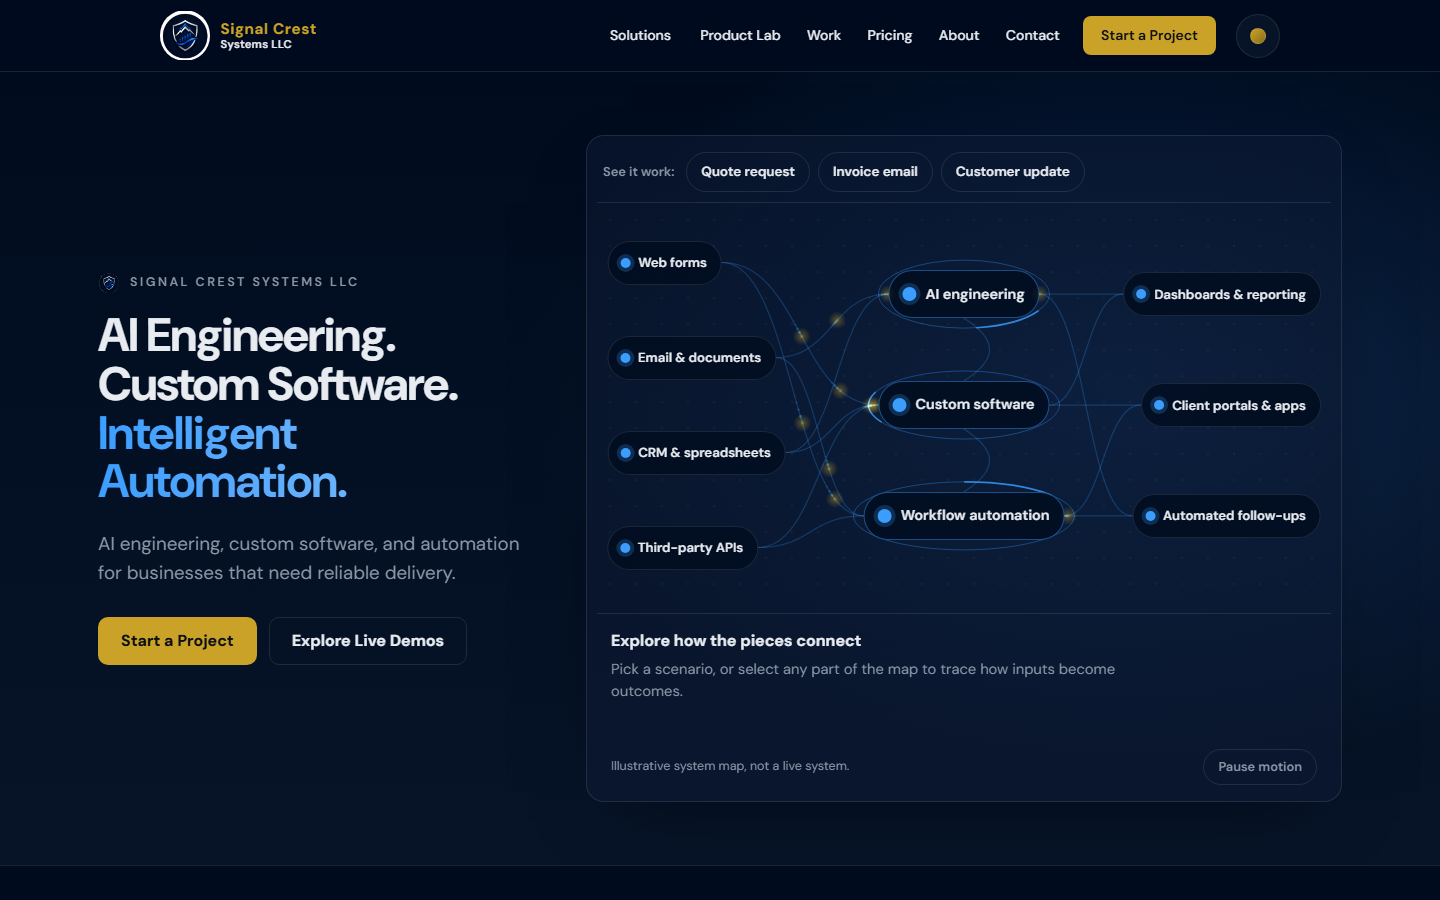 Signal Crest
Systems LLC
Solutions
Product Lab
Work
Pricing
About
Contact
Start a Project
SIGNAL CREST SYSTEMS LLC
AI Engineering.
Custom Software.
Intelligent
Automation.
AI engineering, custom software, and automation
for businesses that need reliable delivery.
Start a Project
Explore Live Demos
See it work:
Quote request
Invoice email
Customer update
Web forms
Email & documents
CRM & spreadsheets
Third-party APIs
AI engineering
Custom software
Workflow automation
Dashboards & reporting
Client portals & apps
Automated follow-ups
Explore how the pieces connect
Pick a scenario, or select any part of the map to trace how inputs become
outcomes.
Illustrative system map, not a live system.
Pause motion